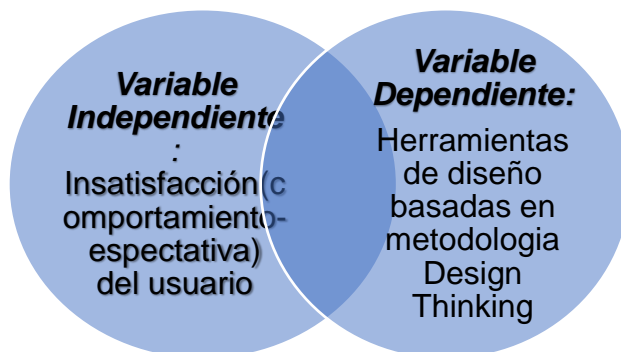 Variable
Independiente
:
Insatisfacción(c
omportamiento-
espectativa)
del usuario
Variable
Dependiente:
Herramientas
de diseño
basadas en
metodologia
Design
Thinking